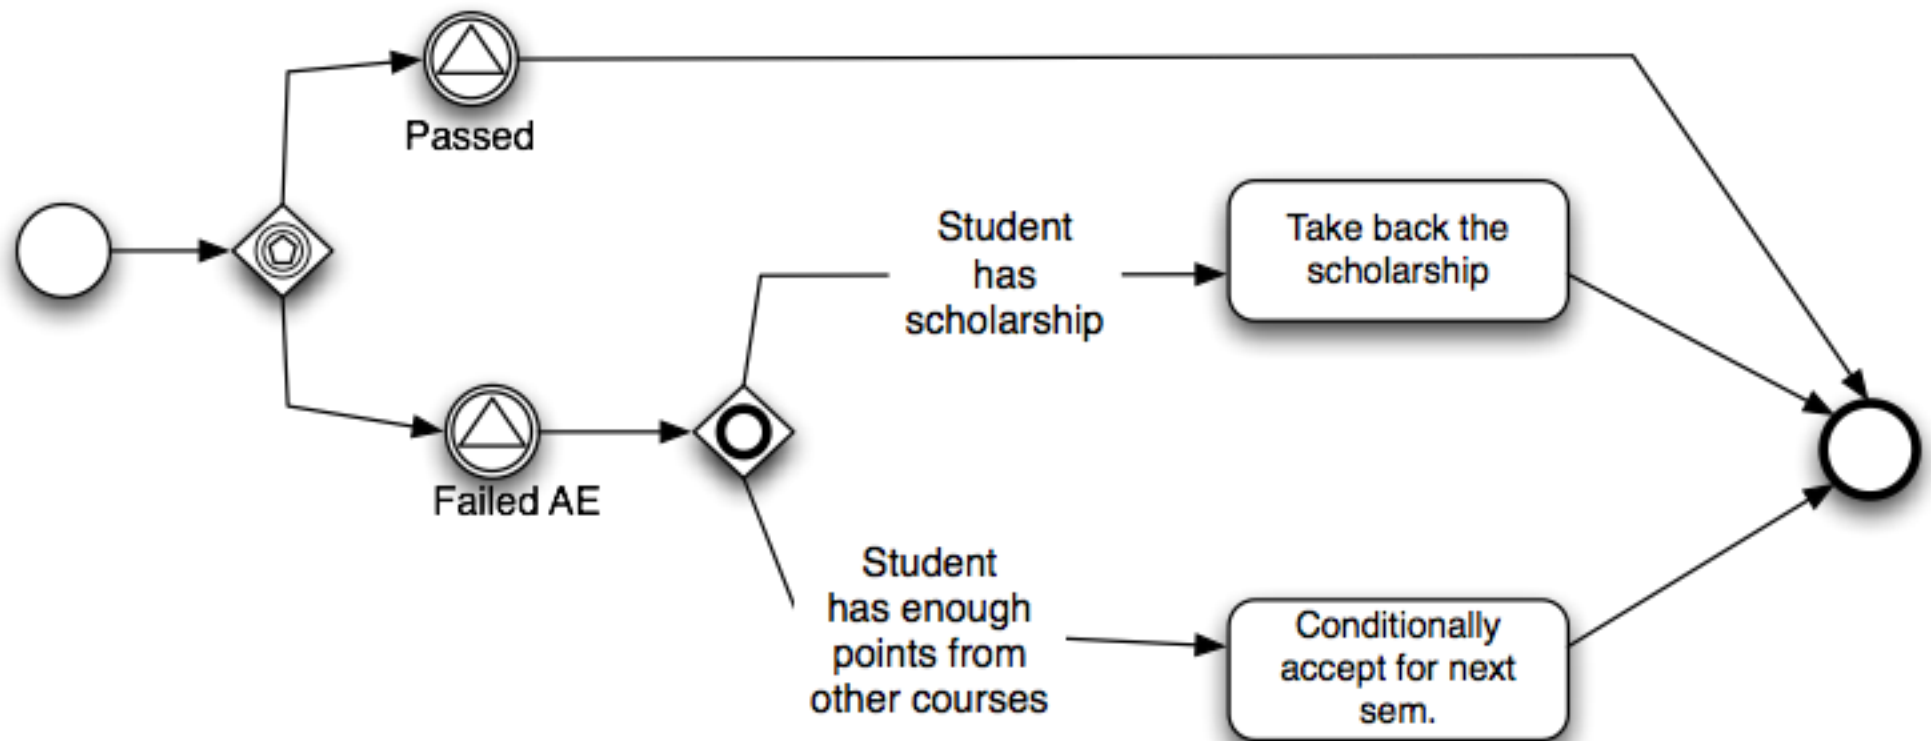 Passed
Student
has
scholarship
Take back the
scholarship
Failed AE
Student
has enough
points from
other courses
Conditionally
accept for next
sem.